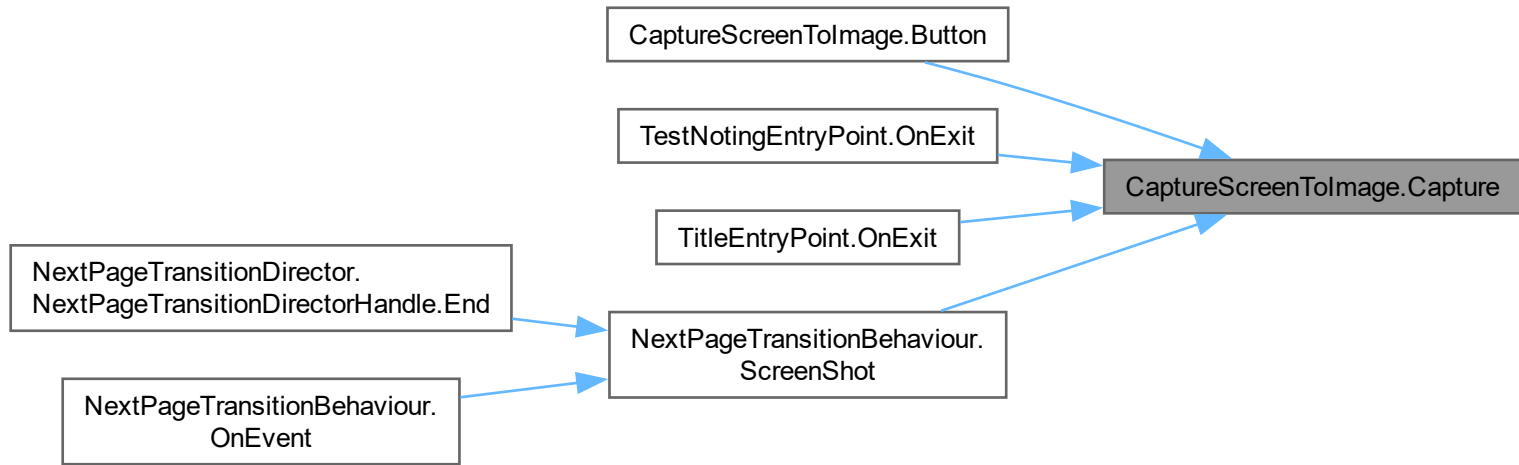 CaptureScreenToImage.Button
TestNotingEntryPoint.OnExit
CaptureScreenToImage.Capture
TitleEntryPoint.OnExit
NextPageTransitionDirector.
NextPageTransitionDirectorHandle.End
NextPageTransitionBehaviour.
ScreenShot
NextPageTransitionBehaviour.
OnEvent